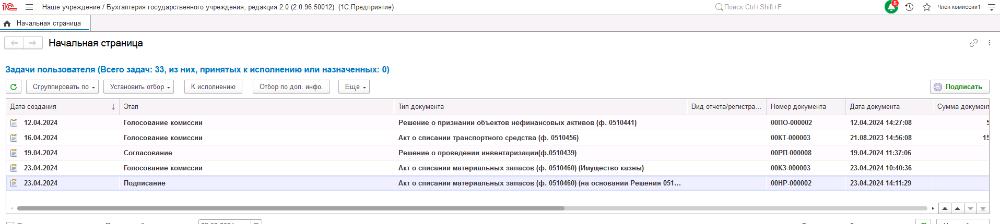 1С Наше учреждение / Бухгалтерия государственного учреждения, редакция 2.0 (2.0.96.50012) (1С:Предприятие) Поиск Ctrl+Shift+F 5 Член комиссии1
Начальная страница
Начальная страница
Задачи пользователя (Всего задач: 33, из них, принятых к исполнению или назначенных: 0)
Сгруппировать по Установить отбор К исполнению Отбор по доп. инфо. Еще Подписать
Дата создания ↓ Этап Тип документа Вид отчета/регистра... Номер документа Дата документа Сумма документ
12.04.2024 Голосование комиссии Решение о признании объектов нефинансовых активов (ф. 0510441) 00ПО-000002 12.04.2024 14:27:08 5
16.04.2024 Голосование комиссии Акт о списании транспортного средства (ф. 0510456) 00КТ-000003 21.08.2023 14:56:08 15
19.04.2024 Согласование Решение о проведении инвентаризации(ф.0510439) 00РП-000008 19.04.2024 11:37:06
23.04.2024 Голосование комиссии Акт о списании материальных запасов (ф. 0510460) (Имущество казны) 00КЗ-000003 23.04.2024 10:40:36
23.04.2024 Подписание Акт о списании материальных запасов (ф. 0510460) (на основании Решения 051... 00НР-000002 23.04.2024 14:11:29